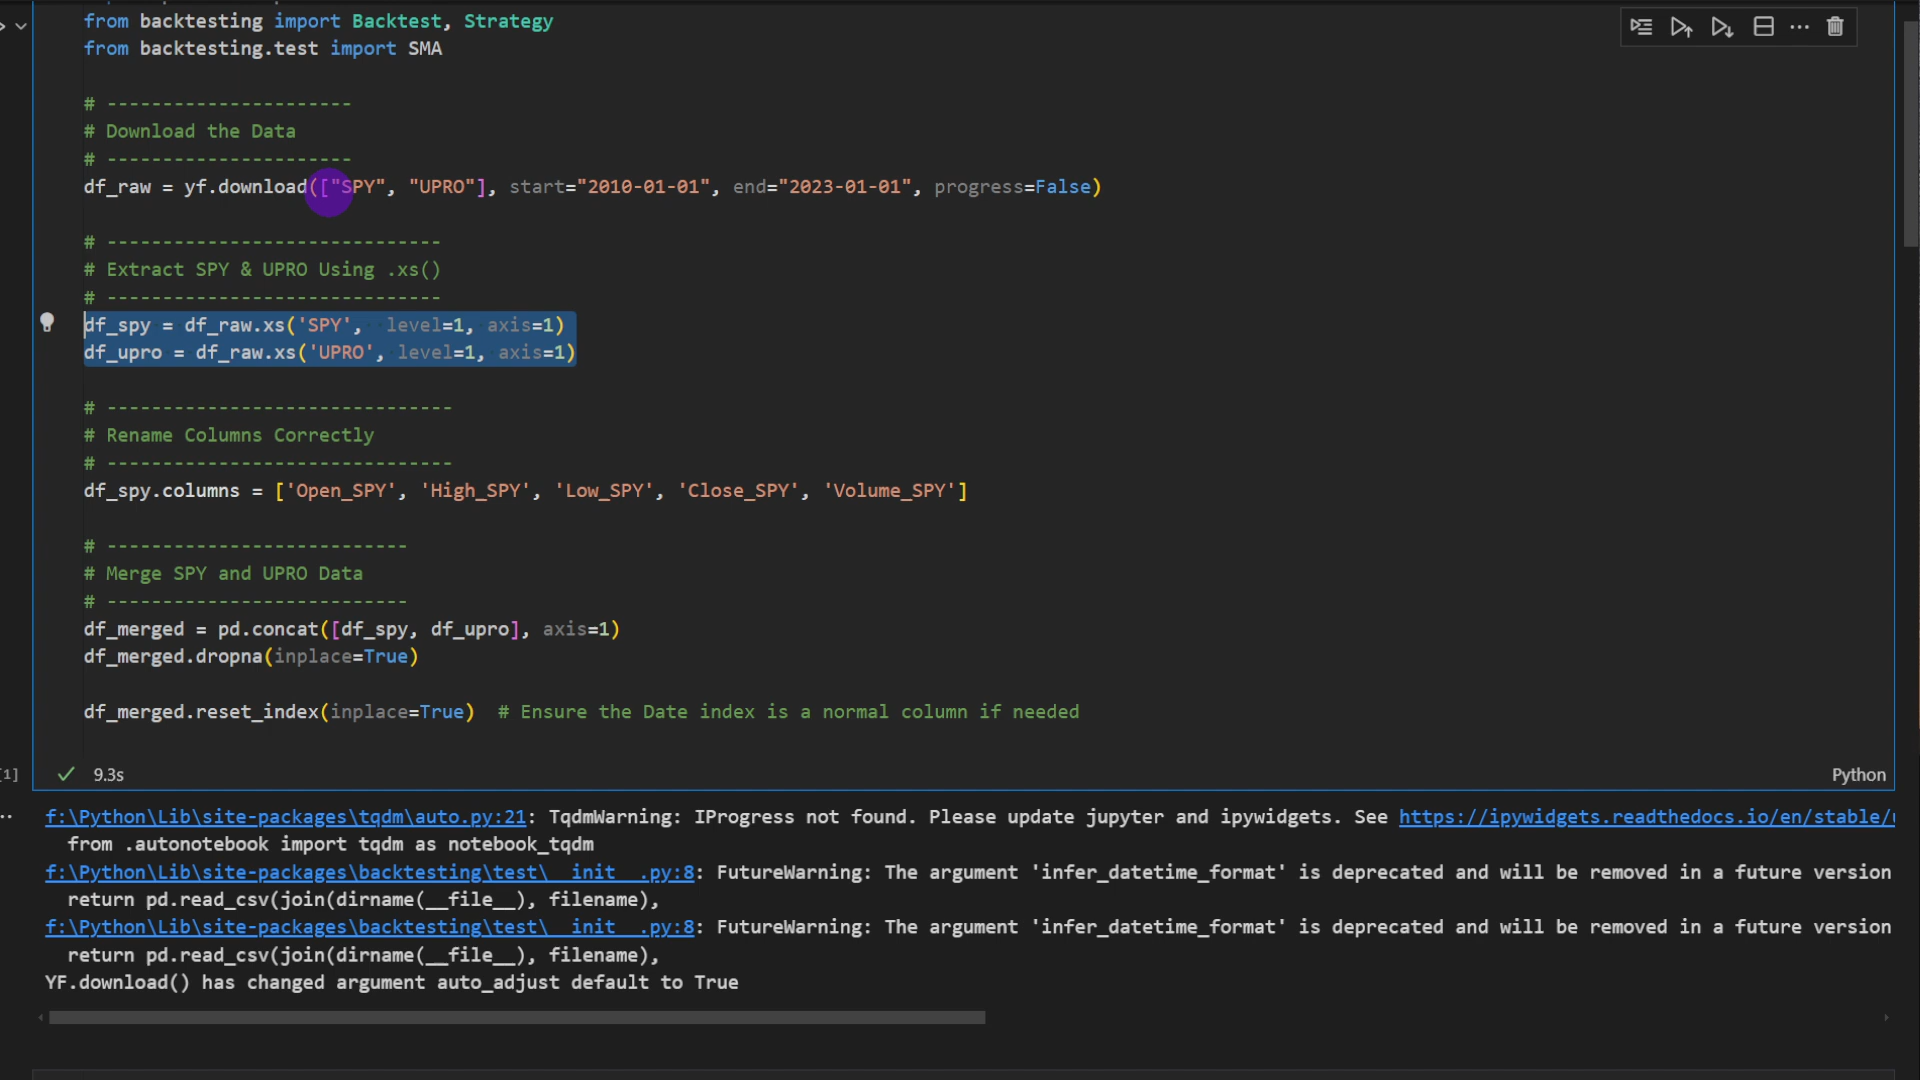 from backtesting import Backtest, Strategy
from backtesting.test import SMA
# ----------------------
# Download the Data
# ----------------------
df_raw = yf.download(["SPY", "UPRO"], start="2010-01-01", end="2023-01-01", progress=False)
# ------------------------------
# Extract SPY & UPRO Using .xs()
# ------------------------------
df_spy = df_raw.xs('SPY',  level=1, axis=1)
df_upro = df_raw.xs('UPRO', level=1, axis=1)
# -------------------------------
# Rename Columns Correctly
# -------------------------------
df_spy.columns = ['Open_SPY', 'High_SPY', 'Low_SPY', 'Close_SPY', 'Volume_SPY']
# ---------------------------
# Merge SPY and UPRO Data
# ---------------------------
df_merged = pd.concat([df_spy, df_upro], axis=1)
df_merged.dropna(inplace=True)
df_merged.reset_index(inplace=True)  # Ensure the Date index is a normal column if needed
[1] 9.3s Python
f:\Python\Lib\site-packages\tqdm\auto.py:21: TqdmWarning: IProgress not found. Please update jupyter and ipywidgets. See https://ipywidgets.readthedocs.io/en/stable/u
from .autonotebook import tqdm as notebook_tqdm
f:\Python\Lib\site-packages\backtesting\test\__init__.py:8: FutureWarning: The argument 'infer_datetime_format' is deprecated and will be removed in a future version
return pd.read_csv(join(dirname(__file__), filename),
f:\Python\Lib\site-packages\backtesting\test\__init__.py:8: FutureWarning: The argument 'infer_datetime_format' is deprecated and will be removed in a future version
return pd.read_csv(join(dirname(__file__), filename),
YF.download() has changed argument auto_adjust default to True